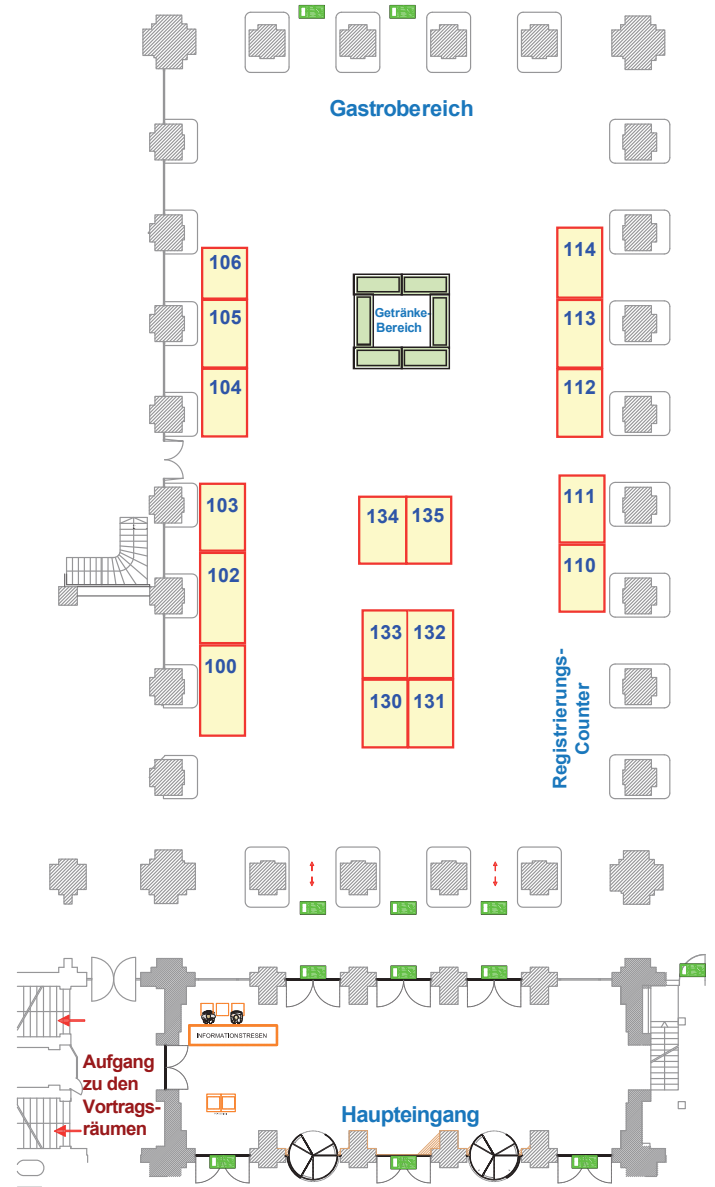 Gastrobereich
106
114
105
Getränke-
Bereich
113
104
112
103
134
135
111
102
110
133
132
100
130
131
Registrierungs-
Counter
INFORMATIONSTRESEN
Aufgang
zu den
Vortrags-
räumen
Haupteingang